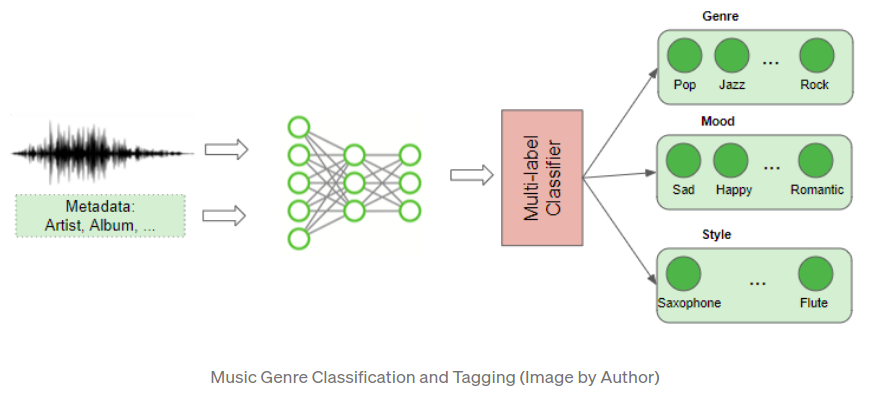 Genre
Pop Jazz ... Rock
Metadata:
Artist, Album, ...
Multi-label
Classifier
Mood
Sad Happy ... Romantic
Style
Saxophone ... Flute
Music Genre Classification and Tagging (Image by Author)